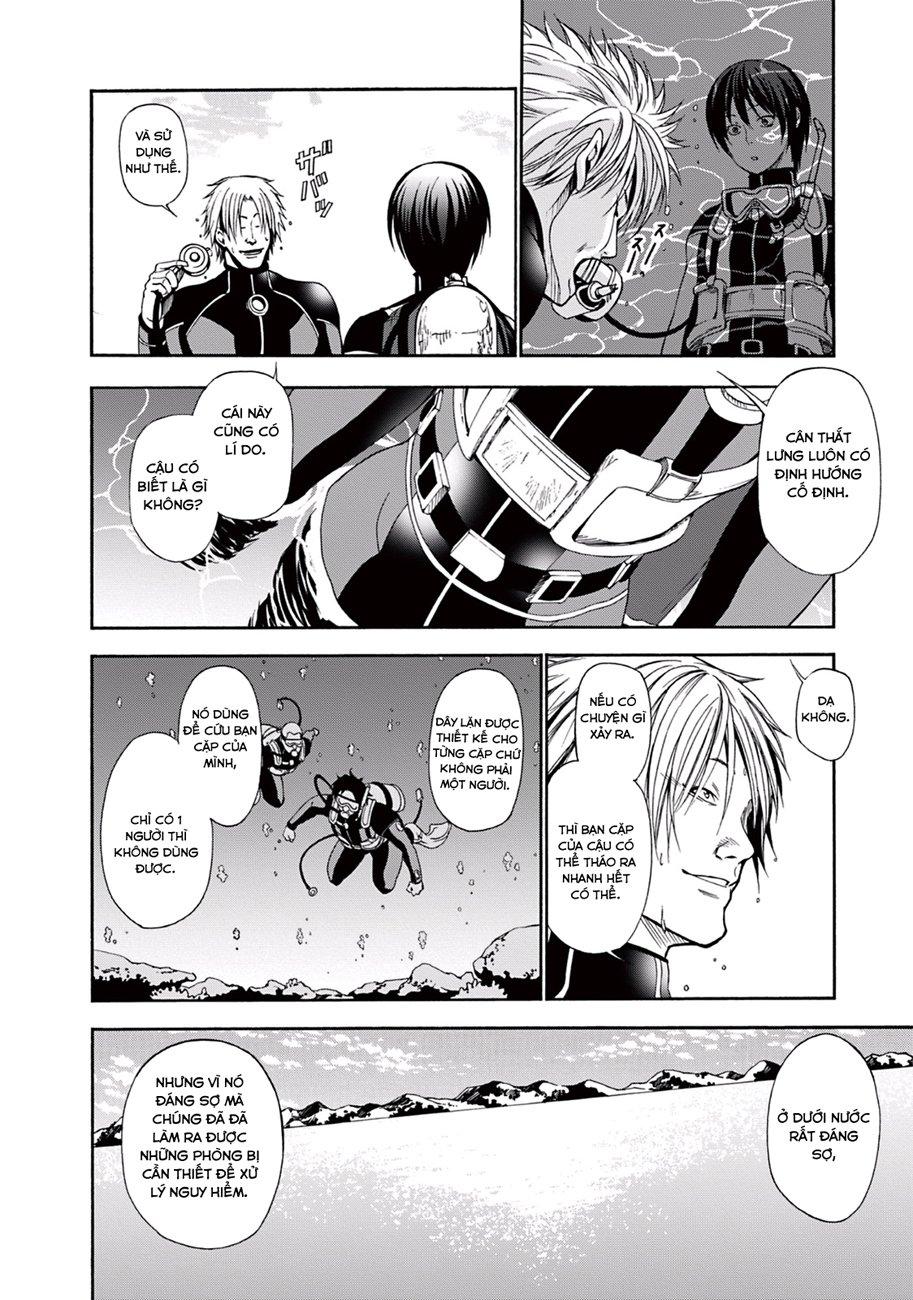 スー
スー
VÀ SỬ
DỤNG
NHƯ THẾ.
ザバッ
CÂN THẮT
LƯNG LUÔN CÓ
ĐỊNH HƯỚNG
CỐ ĐỊNH.
CÁI NÀY
CŨNG CÓ
LÍ DO.
CẬU CÓ
BIẾT LÀ GÌ
KHÔNG?
DẠ
KHÔNG.
NẾU CÓ
CHUYỆN GÌ
XẢY RA.
THÌ BẠN CẶP
CỦA CẬU CÓ
THỂ THÁO RA
NHANH HẾT
CÓ THỂ.
DÂY LẶN ĐƯỢC
THIẾT KẾ CHO
TỪNG CẶP CHỨ
KHÔNG PHẢI
MỘT NGƯỜI.
NÓ DÙNG
ĐỂ CỨU BẠN
CẶP CỦA
MÌNH,
CHỈ CÓ 1
NGƯỜI THÌ
KHÔNG DÙNG
ĐƯỢC.
Ở DƯỚI NƯỚC
RẤT ĐÁNG
SỢ,
NHƯNG VÌ NÓ
ĐÁNG SỢ MÀ
CHÚNG ĐÃ ĐÃ
LÀM RA ĐƯỢC
NHỮNG PHÒNG BỊ
CẦN THIẾT ĐỂ XỬ
LÝ NGUY HIỂM.